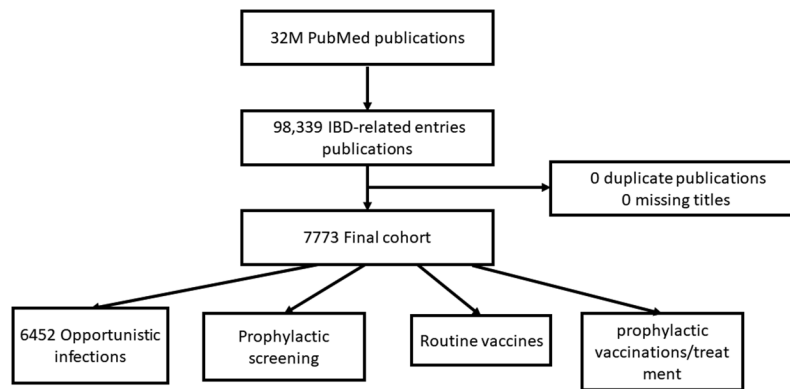 32M PubMed publications
98,339 IBD-related entries
publications
0 duplicate publications
0 missing titles
7773 Final cohort
6452 Opportunistic
infections
Prophylactic
screening
Routine vaccines
prophylactic
vaccinations/treat
ment